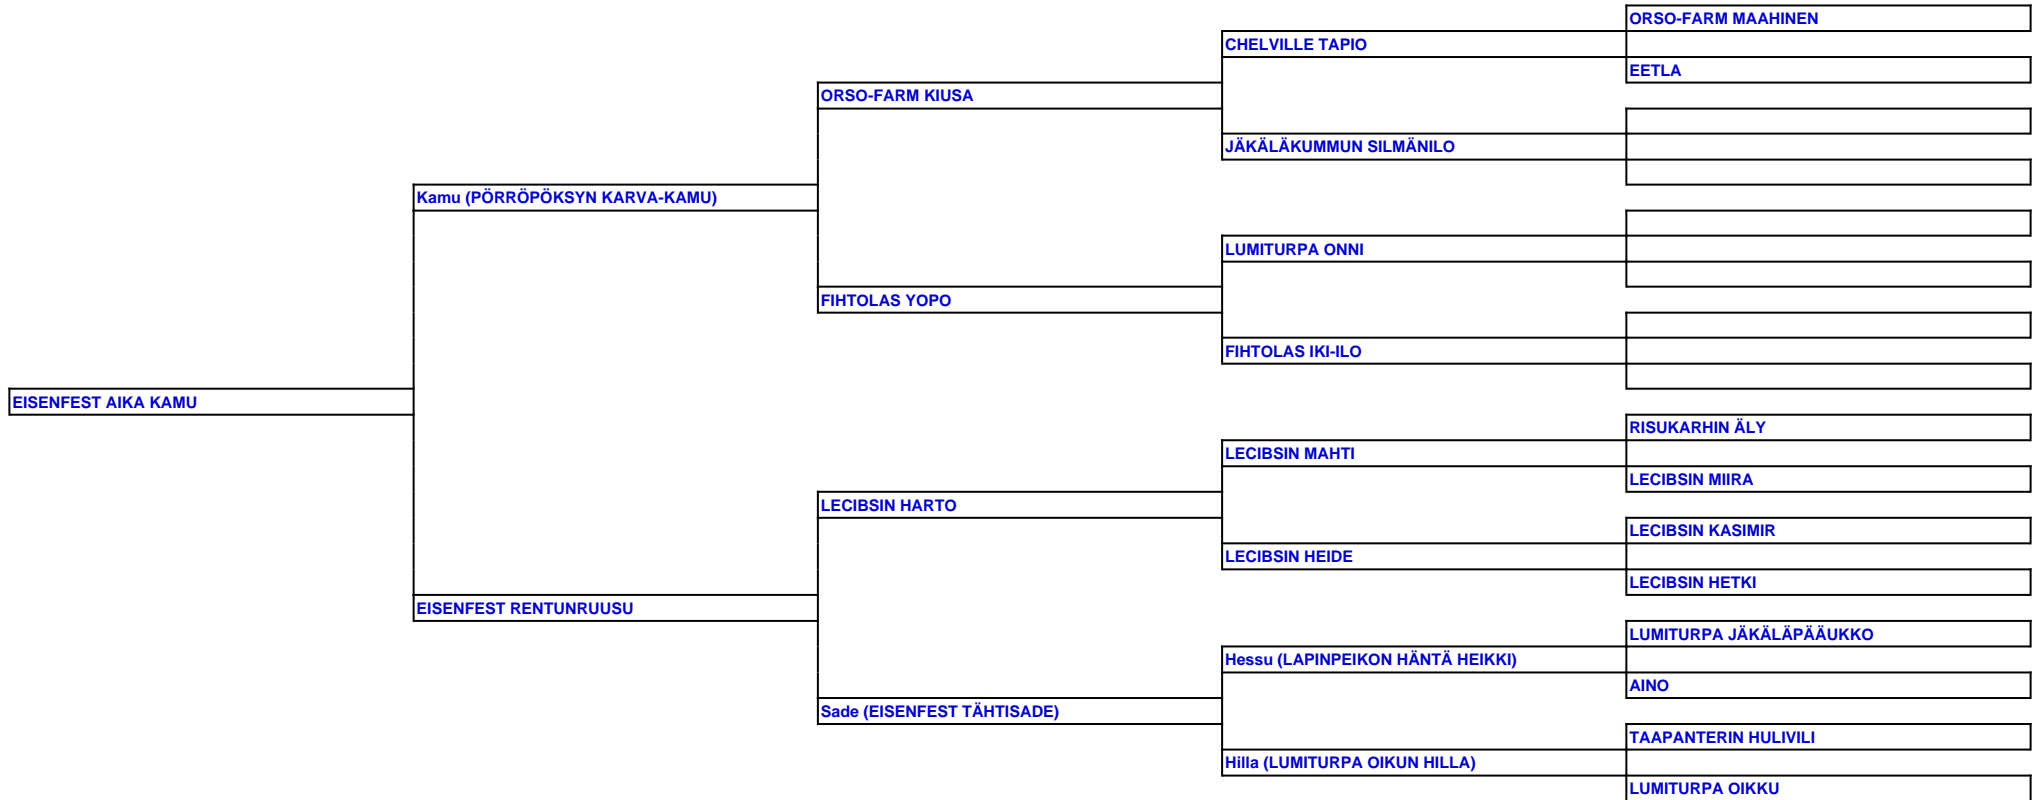 ORSO-FARM MAAHINEN
CHELVILLE TAPIO
EETLA
ORSO-FARM KIUSA
JÄKÄLÄKUMMUN SILMÄNILO
Kamu (PÖRRÖPÖKSYN KARVA-KAMU)
LUMITURPA ONNI
FIHTOLAS YOPO
FIHTOLAS IKI-ILO
EISENFEST AIKA KAMU
RISUKARHIN ÄLY
LECIBSIN MAHTI
LECIBSIN MIIRA
LECIBSIN HARTO
LECIBSIN KASIMIR
LECIBSIN HEIDE
LECIBSIN HETKI
EISENFEST RENTUNRUUSU
LUMITURPA JÄKÄLÄPÄÄUKKO
Hessu (LAPINPEIKON HÄNTÄ HEIKKI)
AINO
Sade (EISENFEST TÄHTISADE)
TAAPANTERIN HULIVILI
Hilla (LUMITURPA OIKUN HILLA)
LUMITURPA OIKKU